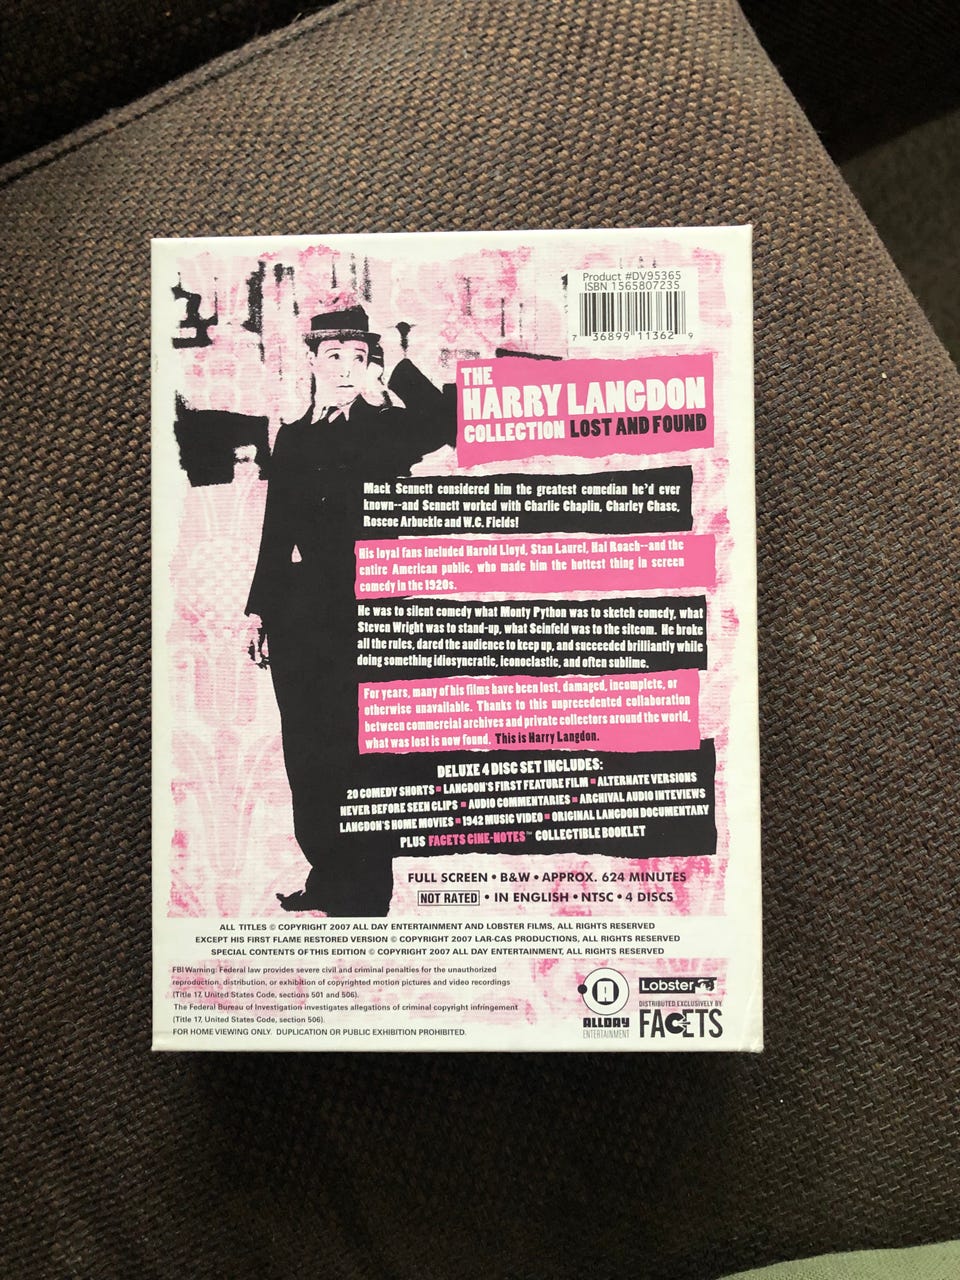 Product #DV95365
ISBN 1565807235
7 36899 11362 9
THE
HARRY LANGDON
COLLECTION LOST AND FOUND
Mack Sennett considered him the greatest comedian he'd ever
known--and Sennett worked with Charlie Chaplin, Charley Chase,
Roscoe Arbuckle and W.C. Fields!
His loyal fans included Harold Lloyd, Stan Laurel, Hal Roach--and the
entire American public, who made him the hottest thing in screen
comedy in the 1920s.
He was to silent comedy what Monty Python was to sketch comedy, what
Steven Wright was to stand-up, what Seinfeld was to the sitcom. He broke
all the rules, dared the audience to keep up, and succeeded brilliantly while
doing something idiosyncratic, iconoclastic, and often sublime.
For years, many of his films have been lost, damaged, incomplete, or
otherwise unavailable. Thanks to this unprecedented collaboration
between commercial archives and private collectors around the world,
what was lost is now found. This is Harry Langdon.
DELUXE 4 DISC SET INCLUDES:
20 COMEDY SHORTS ▪ LANGDON'S FIRST FEATURE FILM ▪ ALTERNATE VERSIONS
NEVER BEFORE SEEN CLIPS ▪ AUDIO COMMENTARIES ▪ ARCHIVAL AUDIO INTEVIEWS
LANGDON'S HOME MOVIES ▪ 1942 MUSIC VIDEO ▪ ORIGINAL LANGDON DOCUMENTARY
PLUS FACETS CINE-NOTES™ COLLECTIBLE BOOKLET
FULL SCREEN • B&W • APPROX. 624 MINUTES
NOT RATED • IN ENGLISH • NTSC • 4 DISCS
ALL TITLES © COPYRIGHT 2007 ALL DAY ENTERTAINMENT AND LOBSTER FILMS, ALL RIGHTS RESERVED
EXCEPT HIS FIRST FLAME RESTORED VERSION © COPYRIGHT 2007 LAR-CAS PRODUCTIONS, ALL RIGHTS RESERVED
SPECIAL CONTENTS OF THIS EDITION © COPYRIGHT 2007 ALL DAY ENTERTAINMENT, ALL RIGHTS RESERVED
FBI Warning: Federal law provides severe civil and criminal penalties for the unauthorized
reproduction, distribution, or exhibition of copyrighted motion pictures and video recordings
(Title 17, United States Code, sections 501 and 506).
The Federal Bureau of Investigation investigates allegations of criminal copyright infringement
(Title 17, United States Code, section 506).
FOR HOME VIEWING ONLY. DUPLICATION OR PUBLIC EXHIBITION PROHIBITED.
A
ALLDAY
ENTERTAINMENT
Lobster
DISTRIBUTED EXCLUSIVELY BY
FACETS